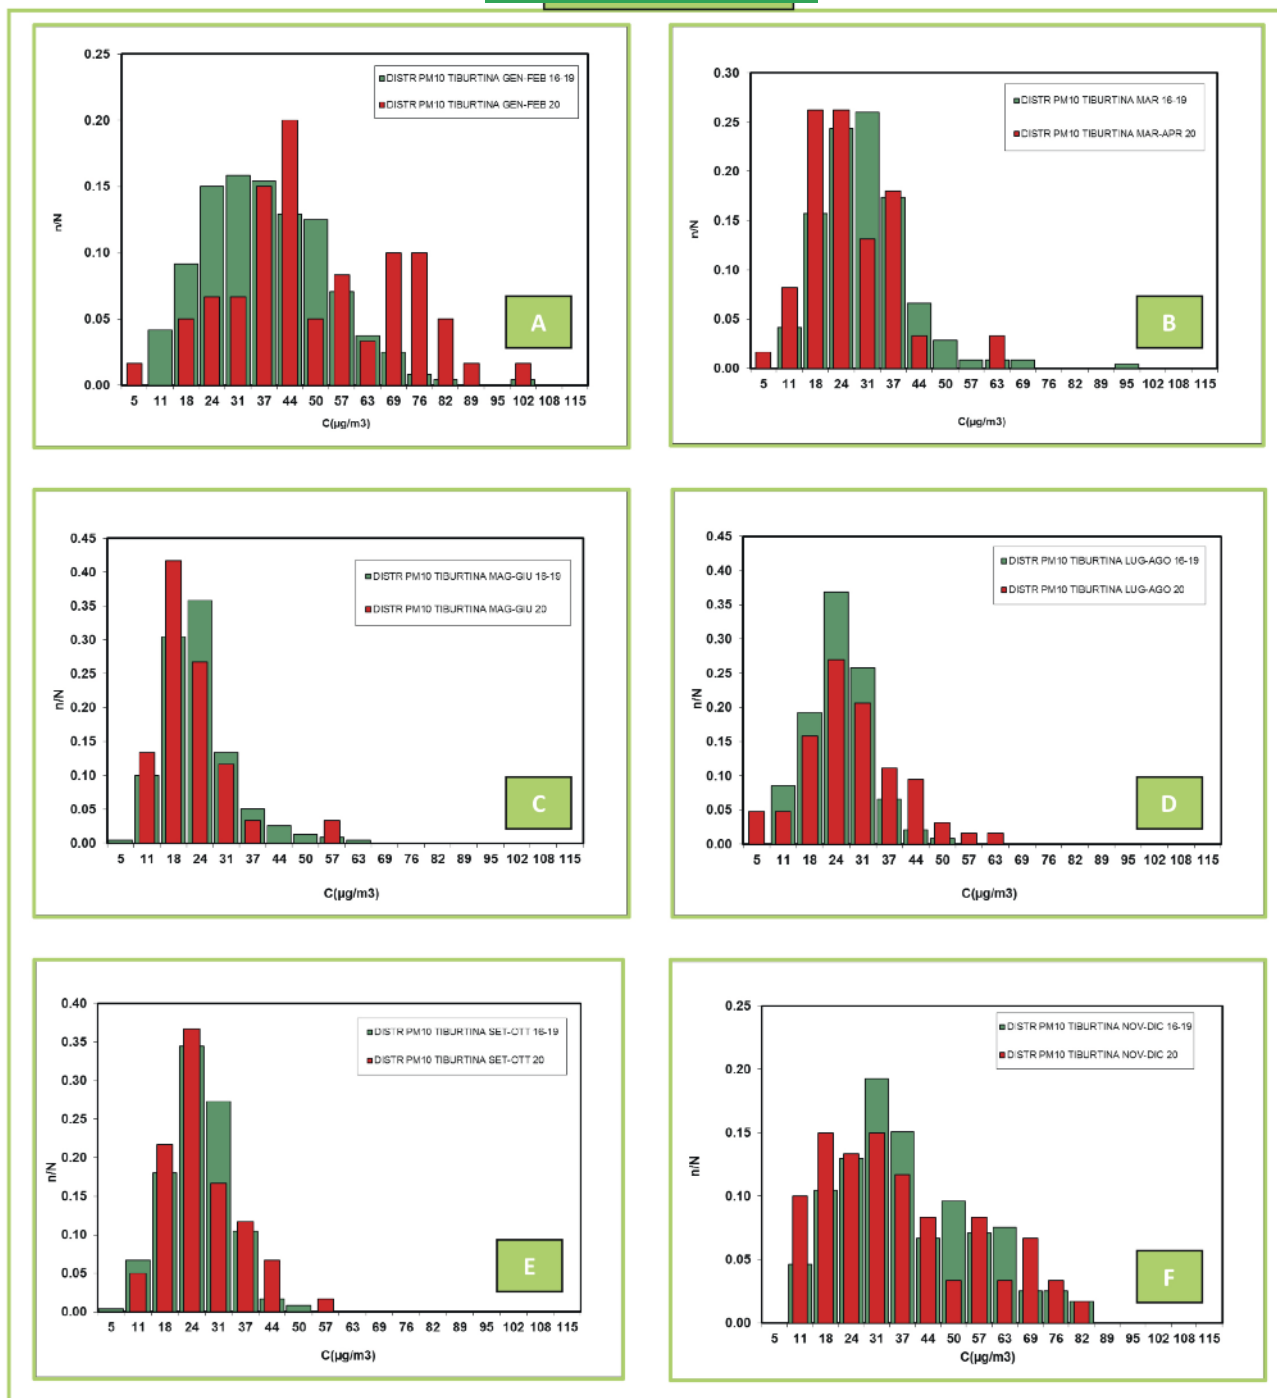 0.25
0.20
0.15
0.10
0.05
0.00
n/N
DISTR PM10 TIBURTINA GEN-FEB 16-19
DISTR PM10 TIBURTINA GEN-FEB 20
A
5 11 18 24 31 37 44 50 57 63 69 76 82 89 95 102 108 115
C(µg/m3)
0.30
0.25
0.20
0.15
0.10
0.05
0.00
n/N
DISTR PM10 TIBURTINA MAR 16-19
DISTR PM10 TIBURTINA MAR-APR 20
B
5 11 18 24 31 37 44 50 57 63 69 76 82 89 95 102 108 115
C(µg/m3)
0.45
0.40
0.35
0.30
0.25
0.20
0.15
0.10
0.05
0.00
n/N
DISTR PM10 TIBURTINA MAG-GIU 16-19
DISTR PM10 TIBURTINA MAG-GIU 20
C
5 11 18 24 31 37 44 50 57 63 69 76 82 89 95 102 108 115
C(µg/m3)
0.45
0.40
0.35
0.30
0.25
0.20
0.15
0.10
0.05
0.00
n/N
DISTR PM10 TIBURTINA LUG-AGO 16-19
DISTR PM10 TIBURTINA LUG-AGO 20
D
5 11 18 24 31 37 44 50 57 63 69 76 82 89 95 102 108 115
C(µg/m3)
0.40
0.35
0.30
0.25
0.20
0.15
0.10
0.05
0.00
n/N
DISTR PM10 TIBURTINA SET-OTT 16-19
DISTR PM10 TIBURTINA SET-OTT 20
E
5 11 18 24 31 37 44 50 57 63 69 76 82 89 95 102 108 115
C(µg/m3)
0.25
0.20
0.15
0.10
0.05
0.00
n/N
DISTR PM10 TIBURTINA NOV-DIC 16-19
DISTR PM10 TIBURTINA NOV-DIC 20
F
5 11 18 24 31 37 44 50 57 63 69 76 82 89 95 102 108 115
C(µg/m3)